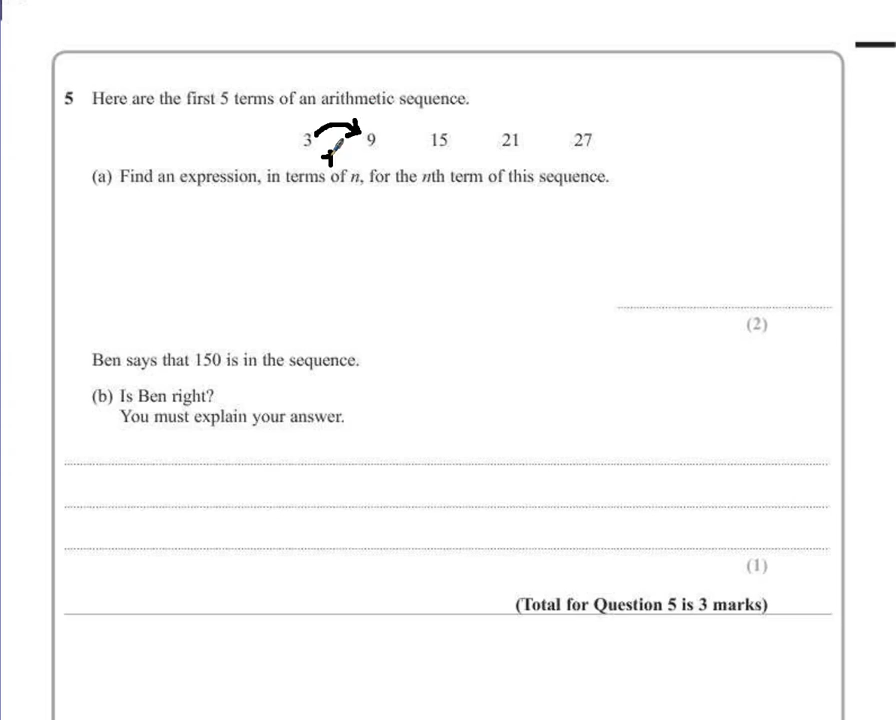 5 Here are the first 5 terms of an arithmetic sequence.
3 9 15 21 27
+
(a) Find an expression, in terms of n, for the nth term of this sequence.
(2)
Ben says that 150 is in the sequence.
(b) Is Ben right?
You must explain your answer.
(1)
(Total for Question 5 is 3 marks)